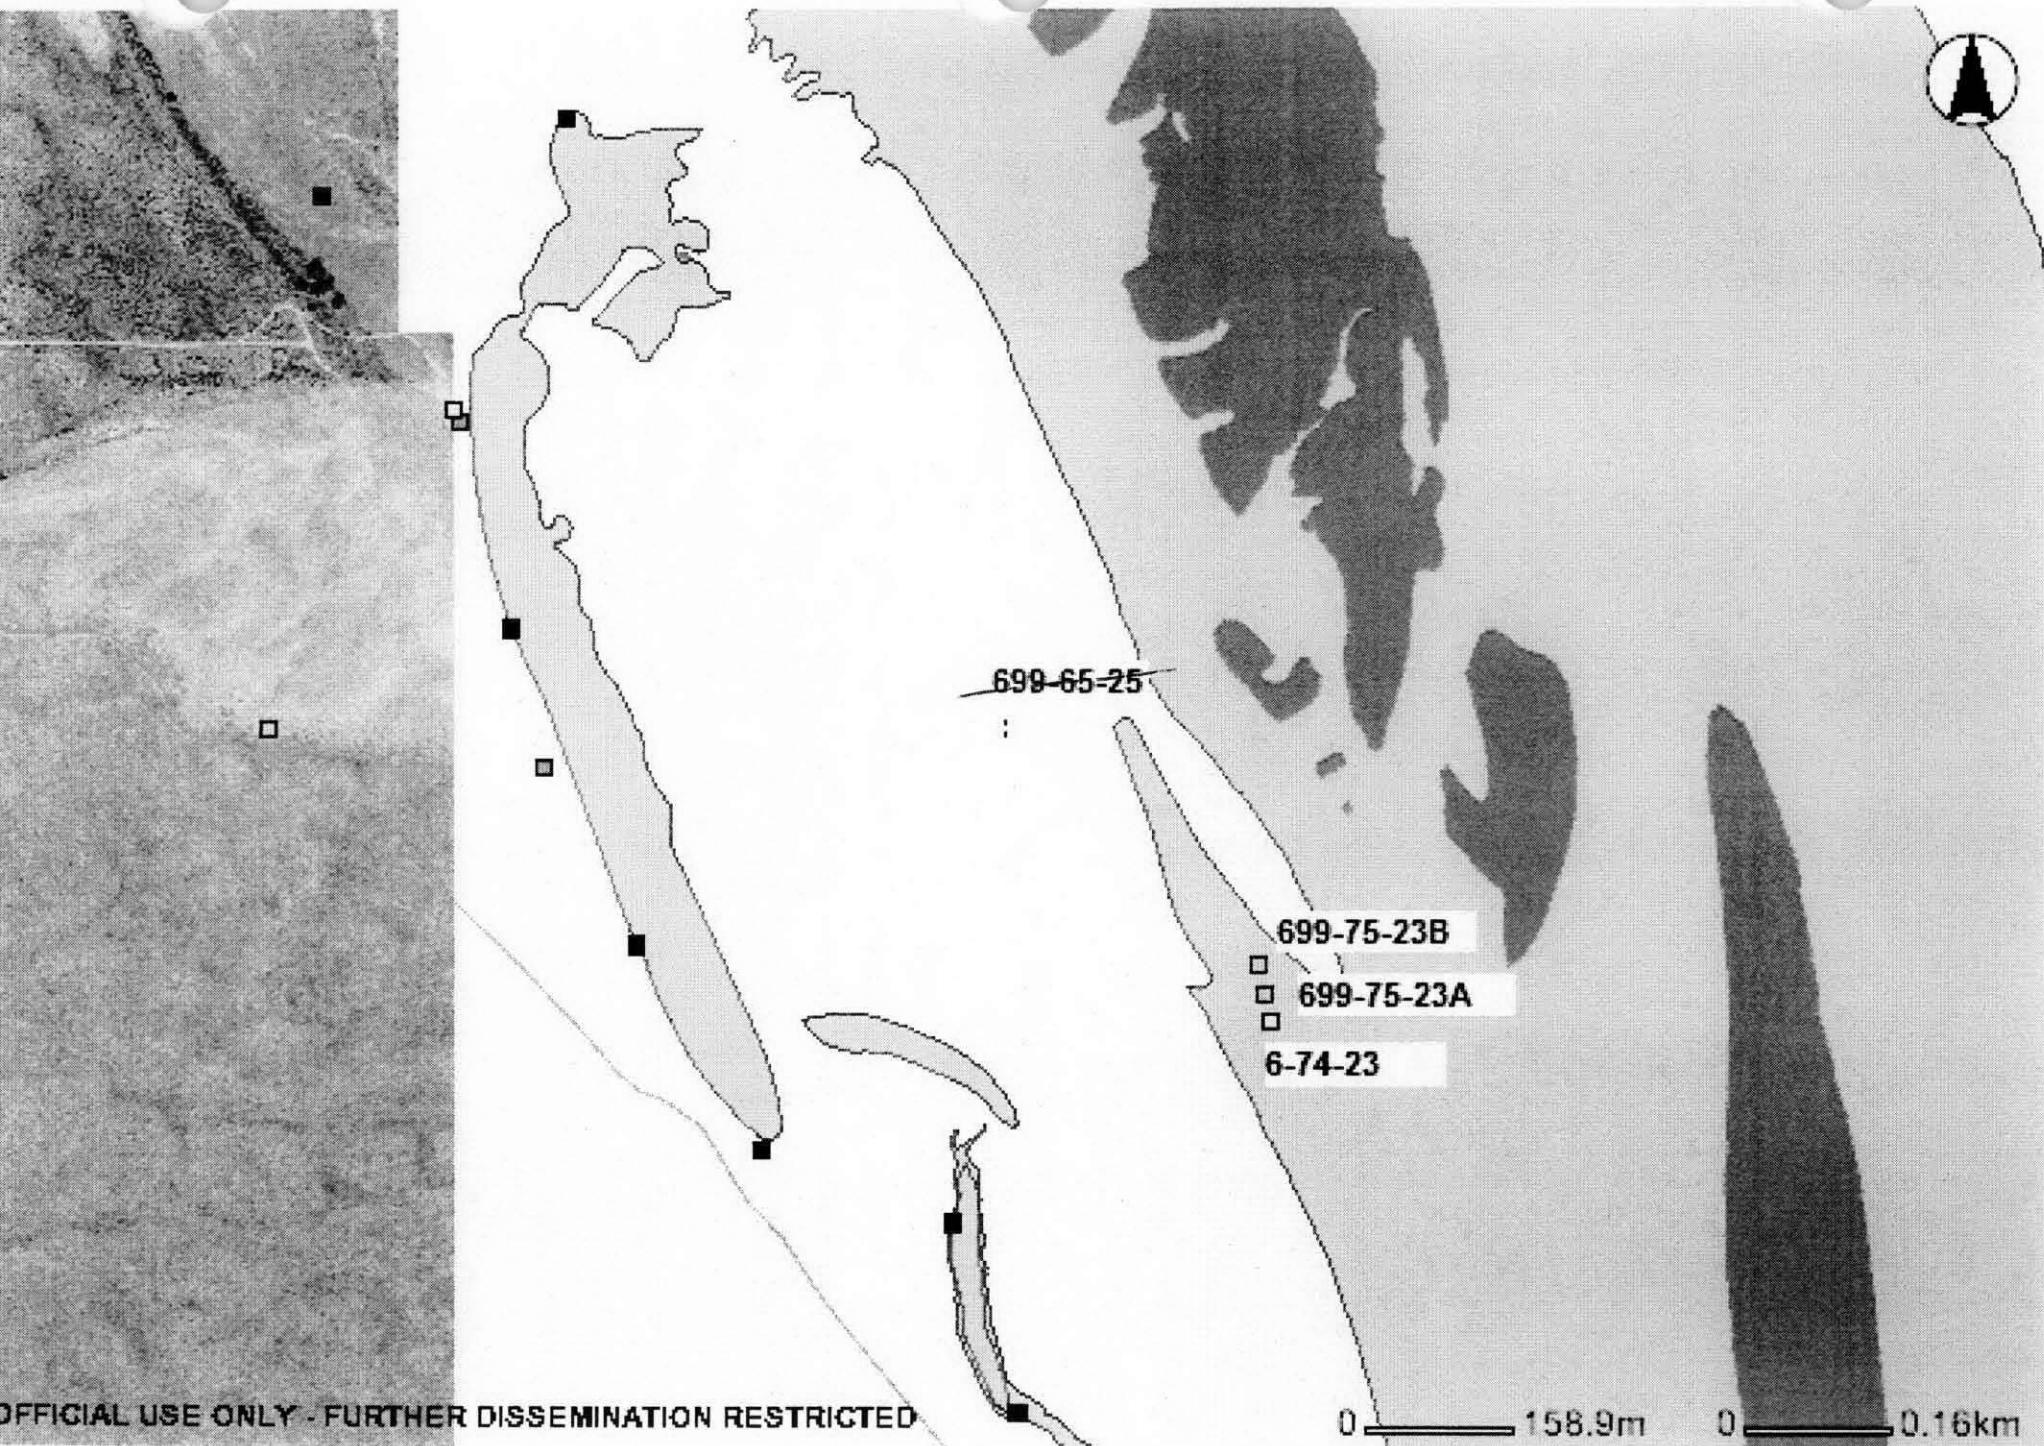 699-65-25
699-75-23B
699-75-23A
6-74-23
OFFICIAL USE ONLY - FURTHER DISSEMINATION RESTRICTED
0 158.9m 0 0.16km